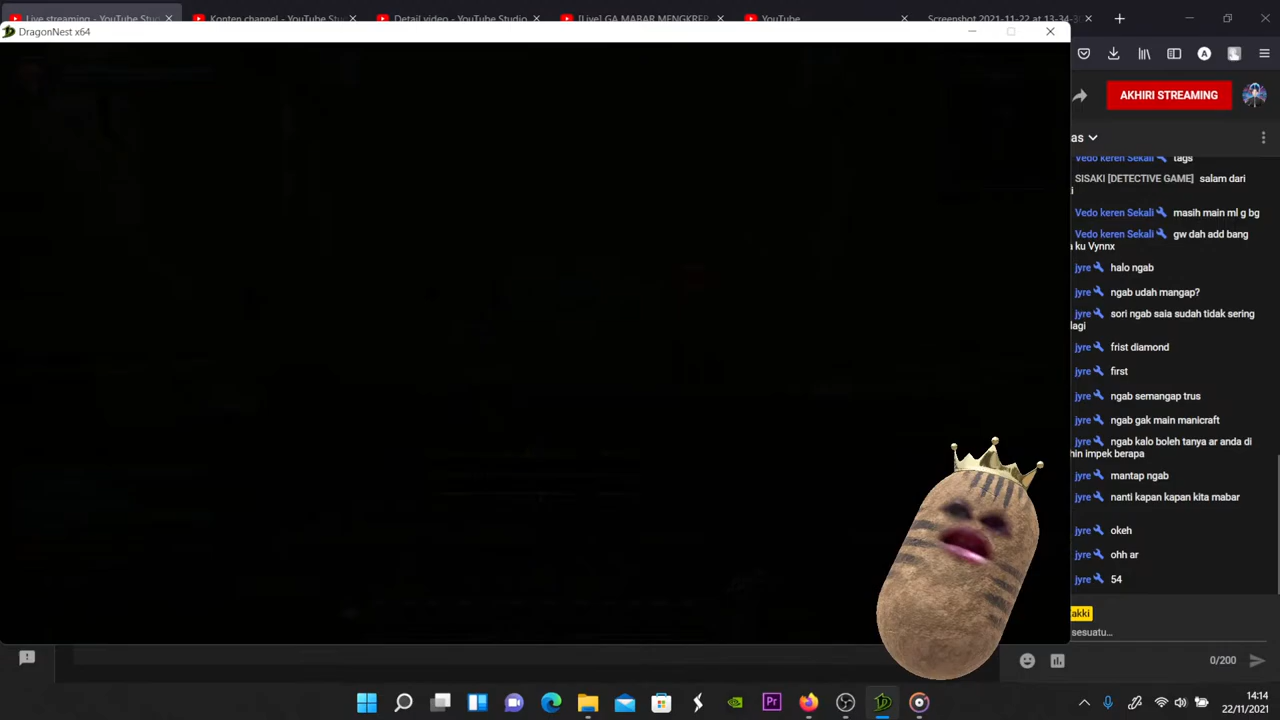 Live streaming - YouTube Studio
Konten channel - YouTube Studio
Detail video - YouTube Studio
[Live] GA MABAR MENGKREP
YouTube
Screenshot 2021-11-22 at 13-34-3
DragonNest x64
AKHIRI STREAMING
as
Vedo keren Sekali tags
SISAKI [DETECTIVE GAME] salam dari
i
Vedo keren Sekali masih main ml g bg
Vedo keren Sekali gw dah add bang
a ku Vynnx
jyre halo ngab
jyre ngab udah mangap?
jyre sori ngab saia sudah tidak sering
lagi
jyre frist diamond
jyre first
jyre ngab semangap trus
jyre ngab gak main manicraft
jyre ngab kalo boleh tanya ar anda di
hin impek berapa
jyre mantap ngab
jyre nanti kapan kapan kita mabar
jyre okeh
jyre ohh ar
jyre 54
akki
sesuatu...
0/200
14:14
22/11/2021